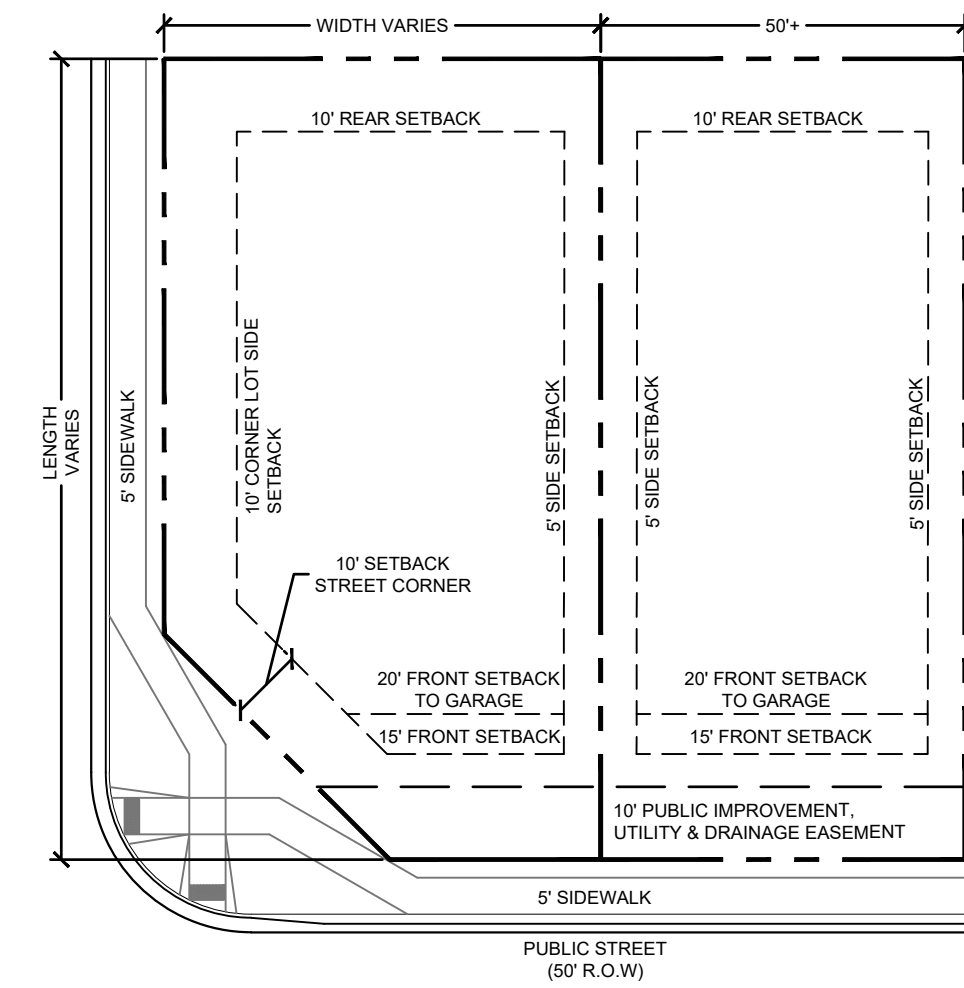 WIDTH VARIES
50'+
10' REAR SETBACK
10' REAR SETBACK
LENGTH
VARIES
5' SIDEWALK
10' CORNER LOT SIDE
SETBACK
5' SIDE SETBACK
5' SIDE SETBACK
5' SIDE SETBACK
10' SETBACK
STREET CORNER
20' FRONT SETBACK
TO GARAGE
15' FRONT SETBACK
20' FRONT SETBACK
TO GARAGE
15' FRONT SETBACK
10' PUBLIC IMPROVEMENT,
UTILITY & DRAINAGE EASEMENT
5' SIDEWALK
PUBLIC STREET
(50' R.O.W)